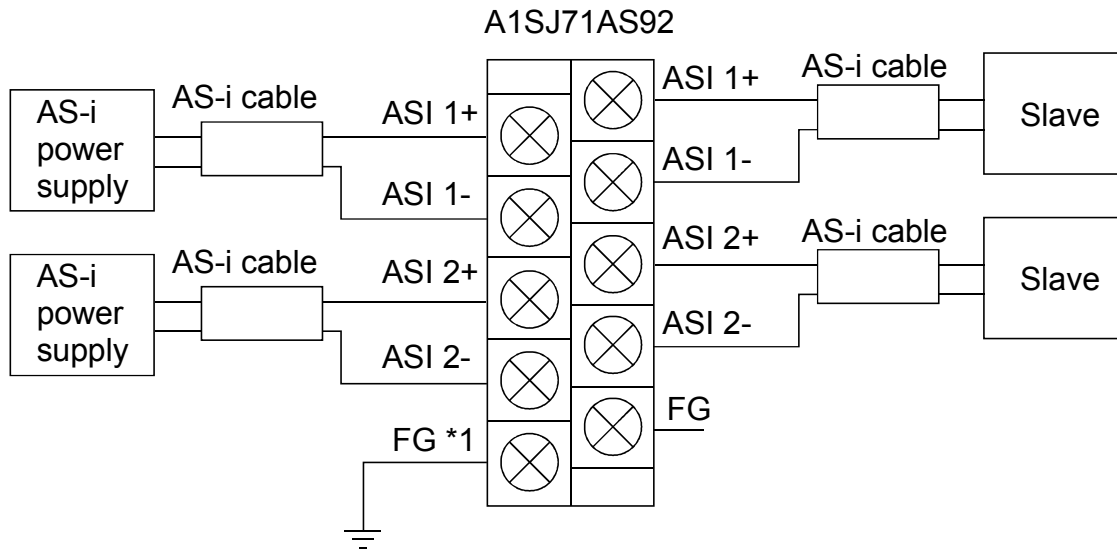 A1SJ71AS92
AS-i power supply
AS-i cable
ASI 1+
ASI 1-
AS-i power supply
AS-i cable
ASI 2+
ASI 2-
FG *1
ASI 1+
ASI 1-
AS-i cable
Slave
ASI 2+
ASI 2-
AS-i cable
Slave
FG